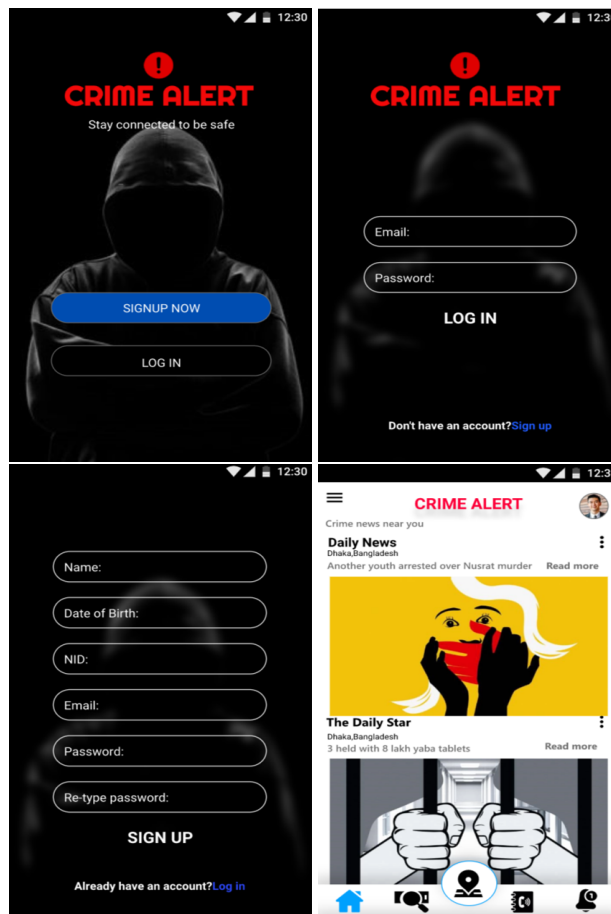 12:30
CRIME ALERT
Stay connected to be safe
SIGNUP NOW
LOG IN
12:3
CRIME ALERT
Email:
Password:
LOG IN
Don't have an account?Sign up
12:30
Name:
Date of Birth:
NID:
Email:
Password:
Re-type password:
SIGN UP
Already have an account?Log in
12:3
CRIME ALERT
Crime news near you
Daily News
Dhaka,Bangladesh
Another youth arrested over Nusrat murder Read more
The Daily Star
Dhaka,Bangladesh
3 held with 8 lakh yaba tablets Read more
1